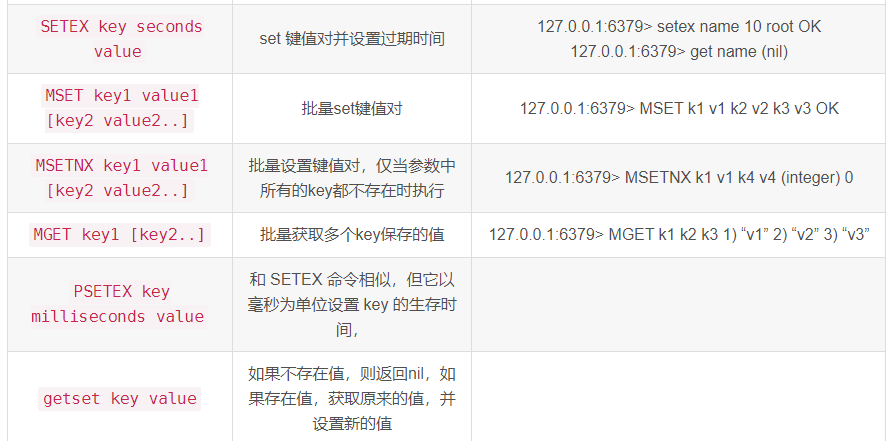 SETEX key seconds
value
set 键值对并设置过期时间
127.0.0.1:6379> setex name 10 root OK
127.0.0.1:6379> get name (nil)
MSET key1 value1
[key2 value2..]
批量set键值对
127.0.0.1:6379> MSET k1 v1 k2 v2 k3 v3 OK
MSETNX key1 value1
[key2 value2..]
批量设置键值对，仅当参数中
所有的key都不存在时执行
127.0.0.1:6379> MSETNX k1 v1 k4 v4 (integer) 0
MGET key1 [key2..]
批量获取多个key保存的值
127.0.0.1:6379> MGET k1 k2 k3 1) “v1” 2) “v2” 3) “v3”
PSETEX key
milliseconds value
和 SETEX 命令相似，但它以
毫秒为单位设置 key 的生存时
间，
getset key value
如果不存在值，则返回nil，如
果存在值，获取原来的值，并
设置新的值